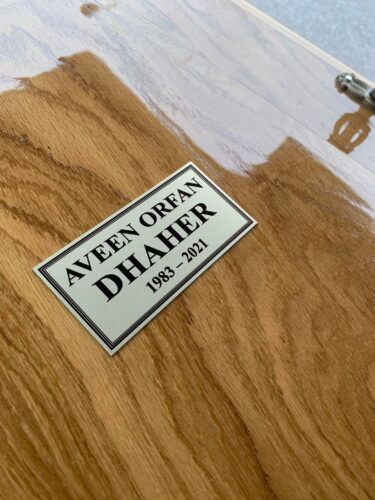 AVEEN ORFAN
DHAHER
1983 – 2021